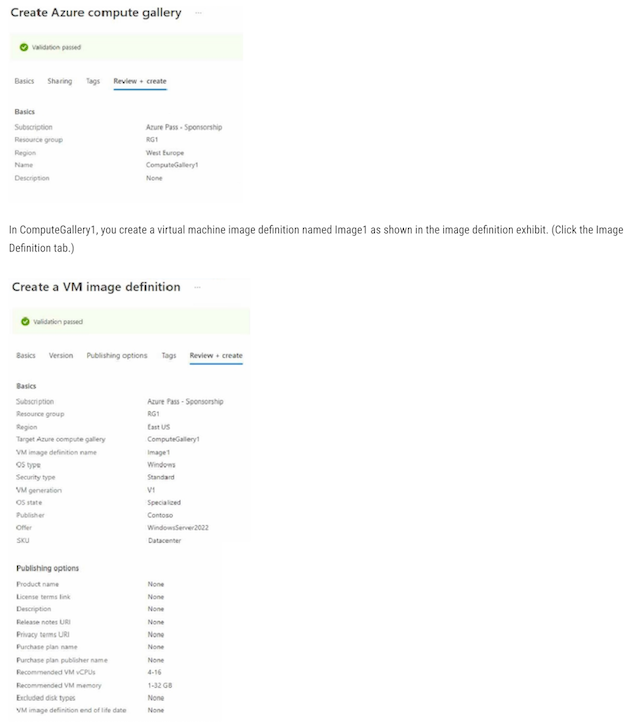 Create Azure compute gallery ...
Validation passed
Basics Sharing Tags Review + create
Basics
Subscription Azure Pass - Sponsorship
Resource group RG1
Region West Europe
Name ComputeGallery1
Description None
In ComputeGallery1, you create a virtual machine image definition named Image1 as shown in the image definition exhibit. (Click the Image
Definition tab.)
Create a VM image definition ...
Validation passed
Basics Version Publishing options Tags Review + create
Basics
Subscription Azure Pass - Sponsorship
Resource group RG1
Region East US
Target Azure compute gallery ComputeGallery1
VM image definition name Image1
OS type Windows
Security type Standard
VM generation V1
OS state Specialized
Publisher Contoso
Offer WindowsServer2022
SKU Datacenter
Publishing options
Product name None
License terms link None
Description None
Release notes URI None
Privacy terms URI None
Purchase plan name None
Purchase plan publisher name None
Recommended VM vCPUs 4-16
Recommended VM memory 1-32 GB
Excluded disk types None
VM image definition end of life date None